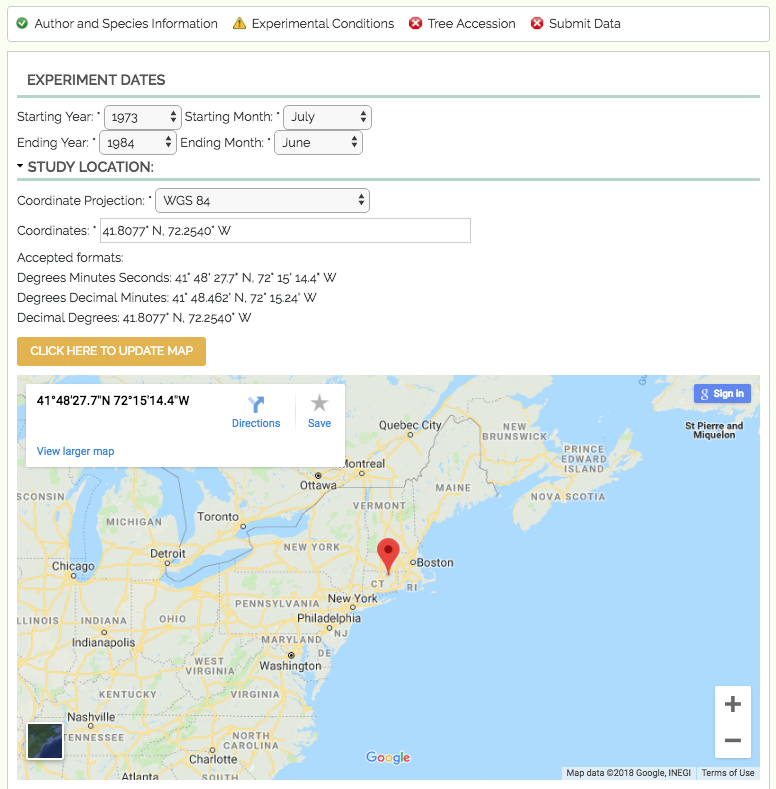 Author and Species Information Experimental Conditions Tree Accession Submit Data
EXPERIMENT DATES
Starting Year: * 1973 Starting Month: * July
Ending Year: * 1984 Ending Month: * June
STUDY LOCATION:
Coordinate Projection: * WGS 84
Coordinates: * 41.8077° N, 72.2540° W
Accepted formats:
Degrees Minutes Seconds: 41° 48' 27.7" N, 72° 15' 14.4" W
Degrees Decimal Minutes: 41° 48.462' N, 72° 15.24' W
Decimal Degrees: 41.8077° N, 72.2540° W
CLICK HERE TO UPDATE MAP
41°48'27.7"N 72°15'14.4"W
Directions
Save
View larger map
Sign in
St Pierre and
Miquelon
Quebec City
NEW
BRUNSWICK
PRINCE
EDWARD
ISLAND
Montreal
Ottawa
MAINE
NOVA SCOTIA
VERMONT
SCONSIN
MICHIGAN
Toronto
NEW YORK
Detroit
Chicago
Boston
CT
RI
New York
PENNSYLVANIA
Philadelphia
LLINOIS
INDIANA
OHIO
NJ
Indianapolis
MARYLAND
DE
WEST
VIRGINIA
Washington
KENTUCKY
VIRGINIA
Nashville
TENNESSEE
NORTH
CAROLINA
Charlotte
Atlanta
SOUTH
Google
Map data ©2018 Google, INEGI Terms of Use